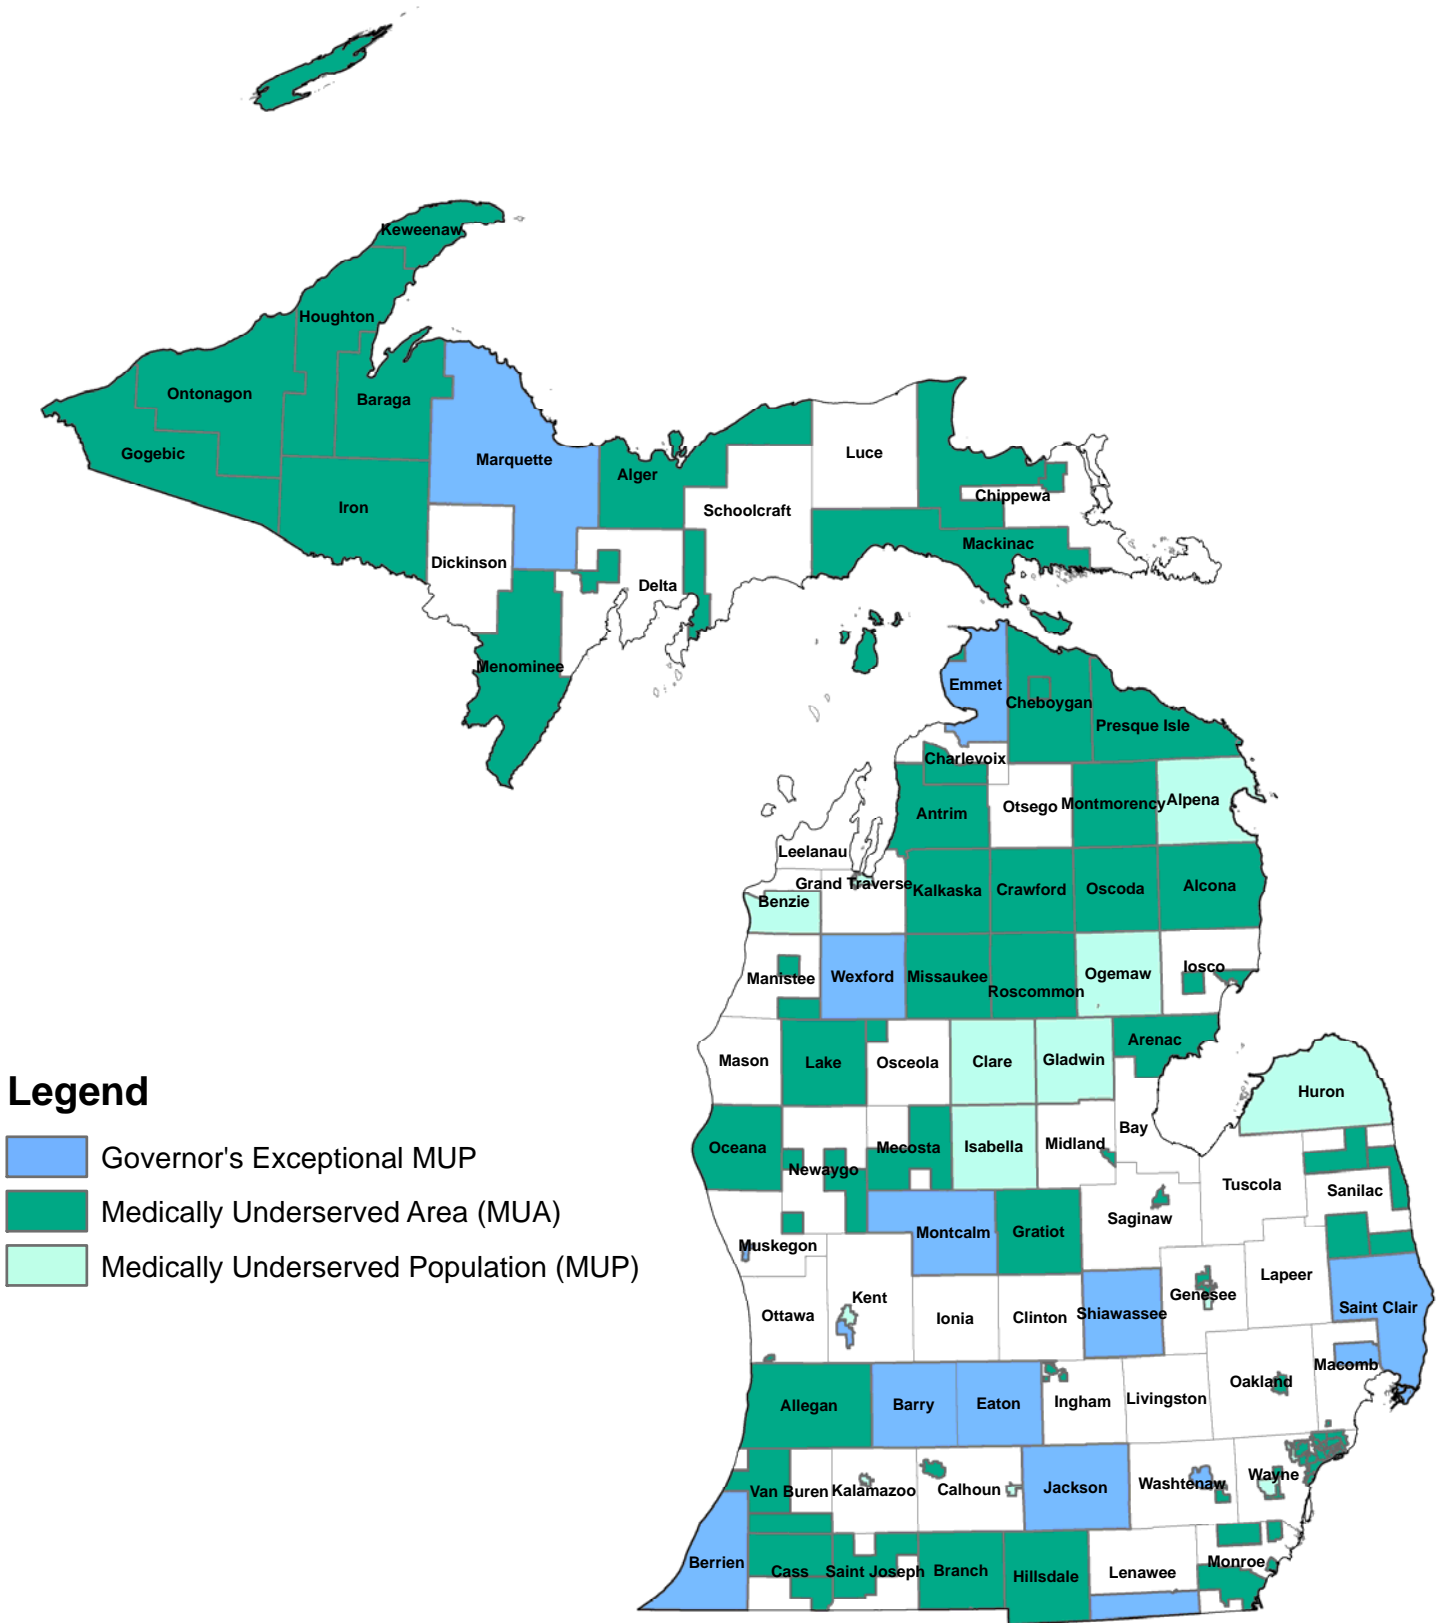 Keweenaw
Houghton
Ontonagon
Baraga
Gogebic
Marquette
Luce
Alger
Chippewa
Iron
Schoolcraft
Mackinac
Dickinson
Delta
Menominee
Emmet
Cheboygan
Presque Isle
Charlevoix
Antrim
Otsego
Montmorency
Alpena
Leelanau
Grand Traverse
Kalkaska
Crawford
Oscoda
Alcona
Benzie
Manistee
Wexford
Missaukee
Roscommon
Ogemaw
Iosco
Mason
Lake
Osceola
Clare
Gladwin
Arenac
Huron
Oceana
Newaygo
Mecosta
Isabella
Midland
Bay
Tuscola
Sanilac
Montcalm
Gratiot
Saginaw
Muskegon
Lapeer
Genesee
Saint Clair
Ottawa
Kent
Ionia
Clinton
Shiawassee
Macomb
Oakland
Allegan
Barry
Eaton
Ingham
Livingston
Van Buren
Kalamazoo
Calhoun
Jackson
Washtenaw
Wayne
Berrien
Cass
Saint Joseph
Branch
Hillsdale
Lenawee
Monroe
Legend
Governor's Exceptional MUP
Medically Underserved Area (MUA)
Medically Underserved Population (MUP)